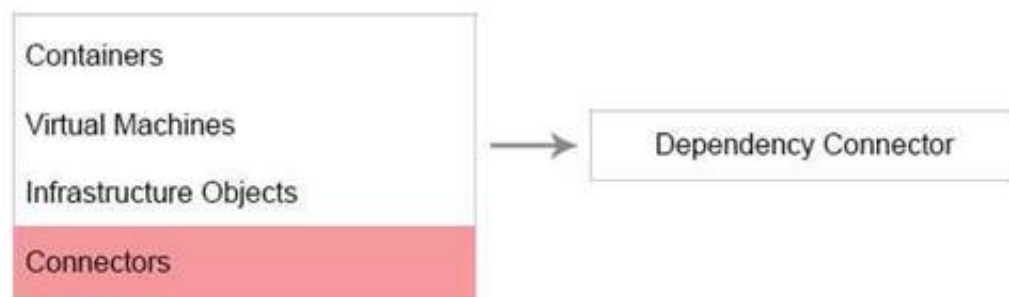 Containers
Virtual Machines
Infrastructure Objects
Connectors
Dependency Connector